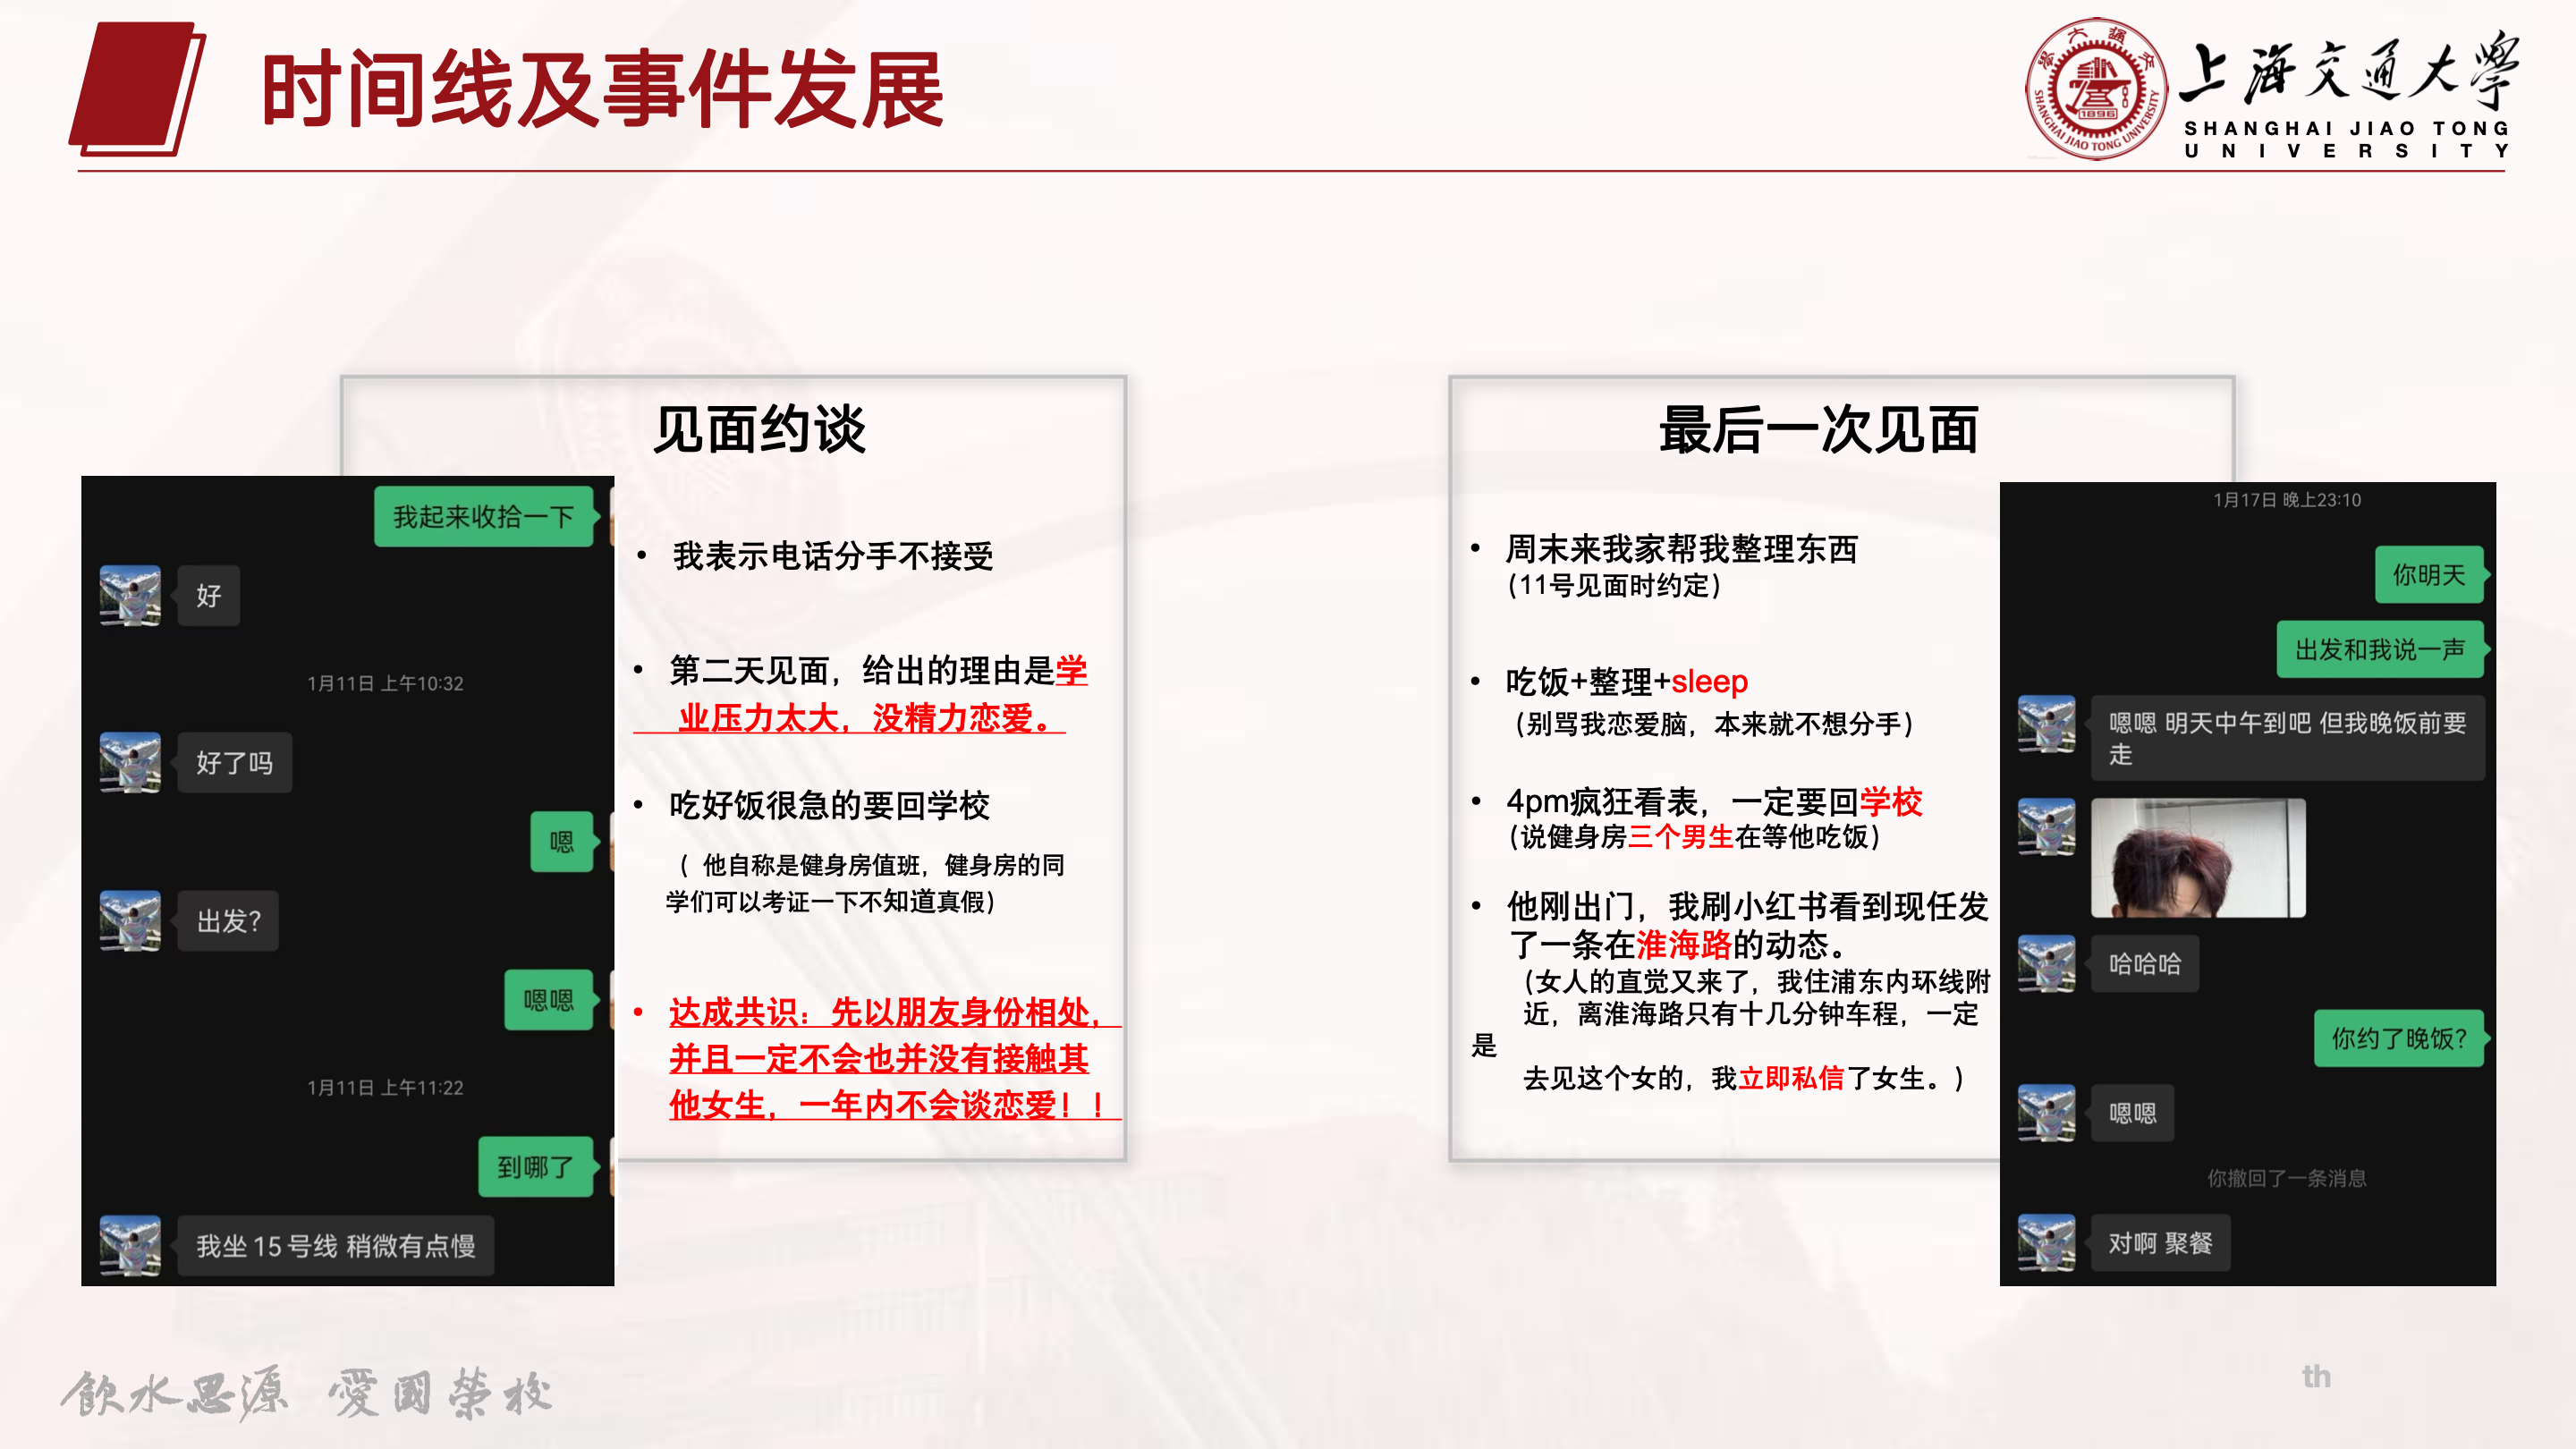 时间线及事件发展
上海交通大学
SHANGHAI JIAO TONG
UNIVERSITY
SHANGHAI JIAO TONG UNIVERSITY
1896
见面约谈
我起来收拾一下
好
1月11日 上午10:32
好了吗
嗯
出发?
嗯嗯
1月11日 上午11:22
到哪了
我坐 15 号线 稍微有点慢
• 我表示电话分手不接受
• 第二天见面，给出的理由是学
业压力太大，没精力恋爱。
• 吃好饭很急的要回学校
（ 他自称是健身房值班，健身房的同
学们可以考证一下不知道真假）
• 达成共识：先以朋友身份相处，
并且一定不会也并没有接触其
他女生，一年内不会谈恋爱！！
最后一次见面
• 周末来我家帮我整理东西
（11号见面时约定）
• 吃饭+整理+sleep
（别骂我恋爱脑，本来就不想分手）
• 4pm疯狂看表，一定要回学校
（说健身房三个男生在等他吃饭）
• 他刚出门，我刷小红书看到现任发
了一条在淮海路的动态。
（女人的直觉又来了，我住浦东内环线附
近，离淮海路只有十几分钟车程，一定
是
去见这个女的，我立即私信了女生。）
1月17日 晚上23:10
你明天
出发和我说一声
嗯嗯 明天中午到吧 但我晚饭前要
走
哈哈哈
你约了晚饭?
嗯嗯
你撤回了一条消息
对啊 聚餐
飲水思源 愛國榮校
th